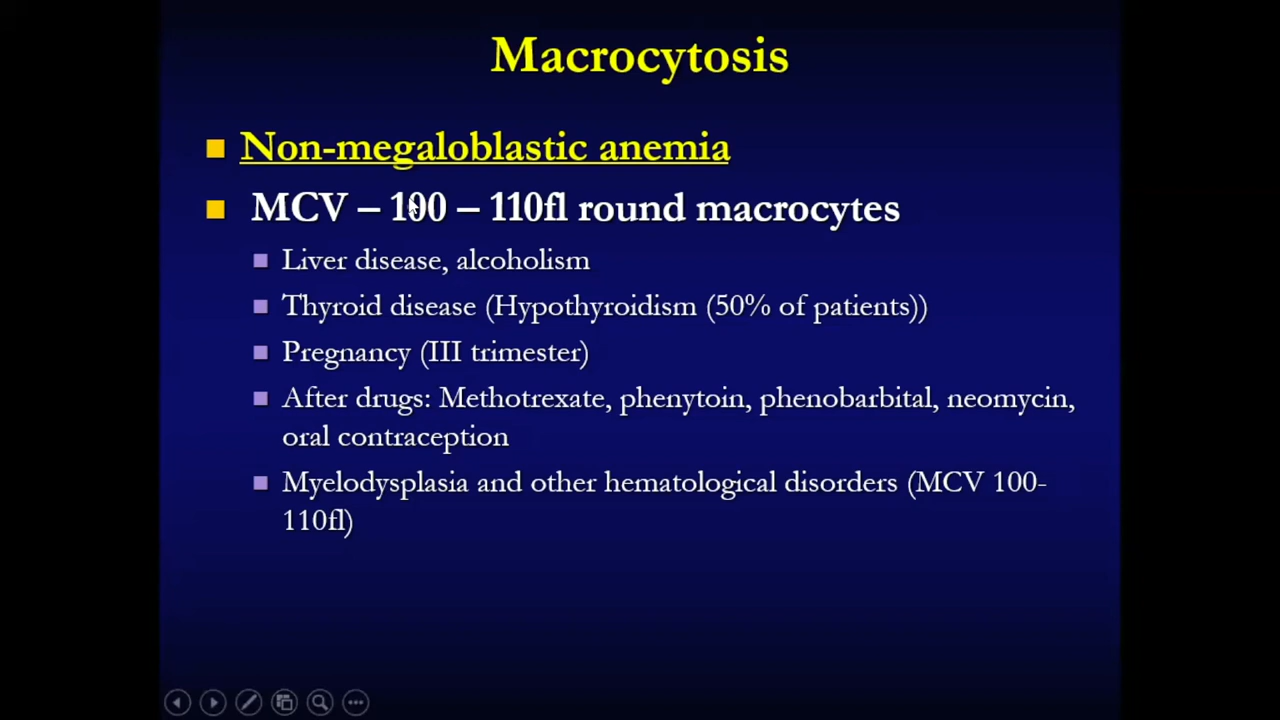 Macrocytosis
Non-megaloblastic anemia
MCV – 100 – 110fl round macrocytes
Liver disease, alcoholism
Thyroid disease (Hypothyroidism (50% of patients))
Pregnancy (III trimester)
After drugs: Methotrexate, phenytoin, phenobarbital, neomycin,
oral contraception
Myelodysplasia and other hematological disorders (MCV 100-
110fl)